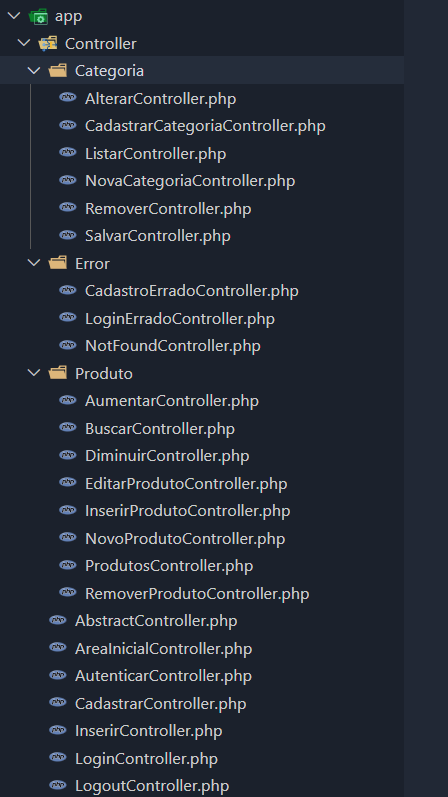 app
Controller
Categoria
AlterarController.php
CadastrarCategoriaController.php
ListarController.php
NovaCategoriaController.php
RemoverController.php
SalvarController.php
Error
CadastroErradoController.php
LoginErradoController.php
NotFoundController.php
Produto
AumentarController.php
BuscarController.php
DiminuirController.php
EditarProdutoController.php
InserirProdutoController.php
NovoProdutoController.php
ProdutosController.php
RemoverProdutoController.php
AbstractController.php
AreaInicialController.php
AutenticarController.php
CadastrarController.php
InserirController.php
LoginController.php
LogoutController.php